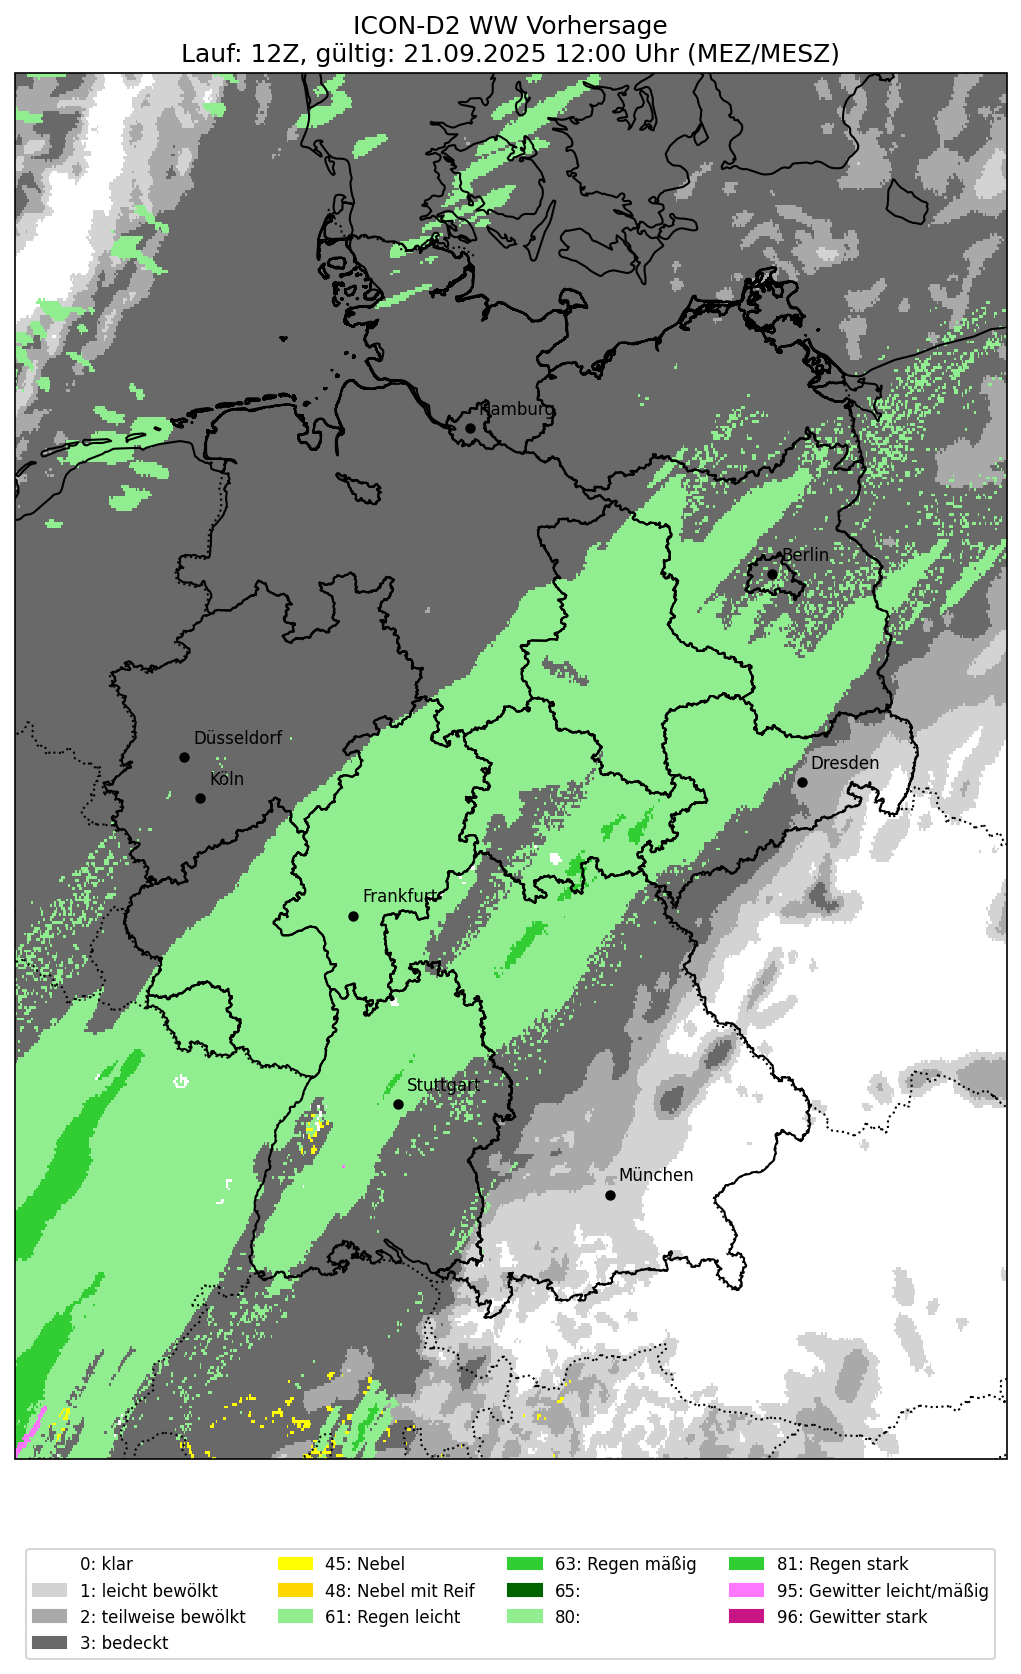 ICON-D2 WW Vorhersage
Lauf: 12Z, gültig: 21.09.2025 12:00 Uhr (MEZ/MESZ)
Hamburg
Berlin
Düsseldorf
Köln
Dresden
Frankfurt
Stuttgart
München
0: klar
1: leicht bewölkt
2: teilweise bewölkt
3: bedeckt
45: Nebel
48: Nebel mit Reif
61: Regen leicht
63: Regen mäßig
65:
80:
81: Regen stark
95: Gewitter leicht/mäßig
96: Gewitter stark